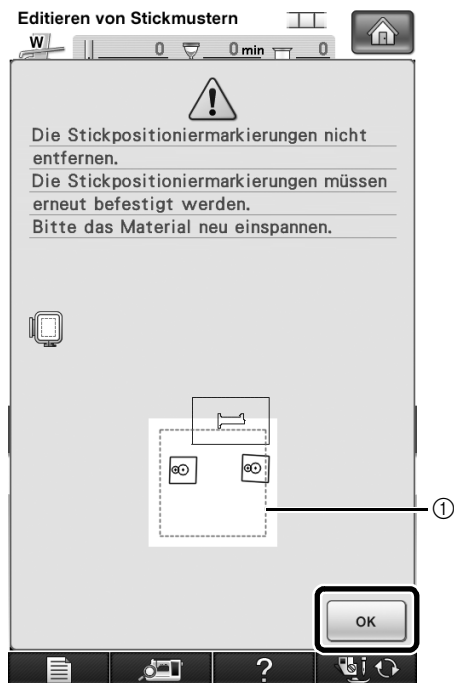 Editieren von Stickmustern
W
0 0 min 0
Die Stickpositioniermarkierungen nicht
entfernen.
Die Stickpositioniermarkierungen müssen
erneut befestigt werden.
Bitte das Material neu einspannen.
①
OK
?